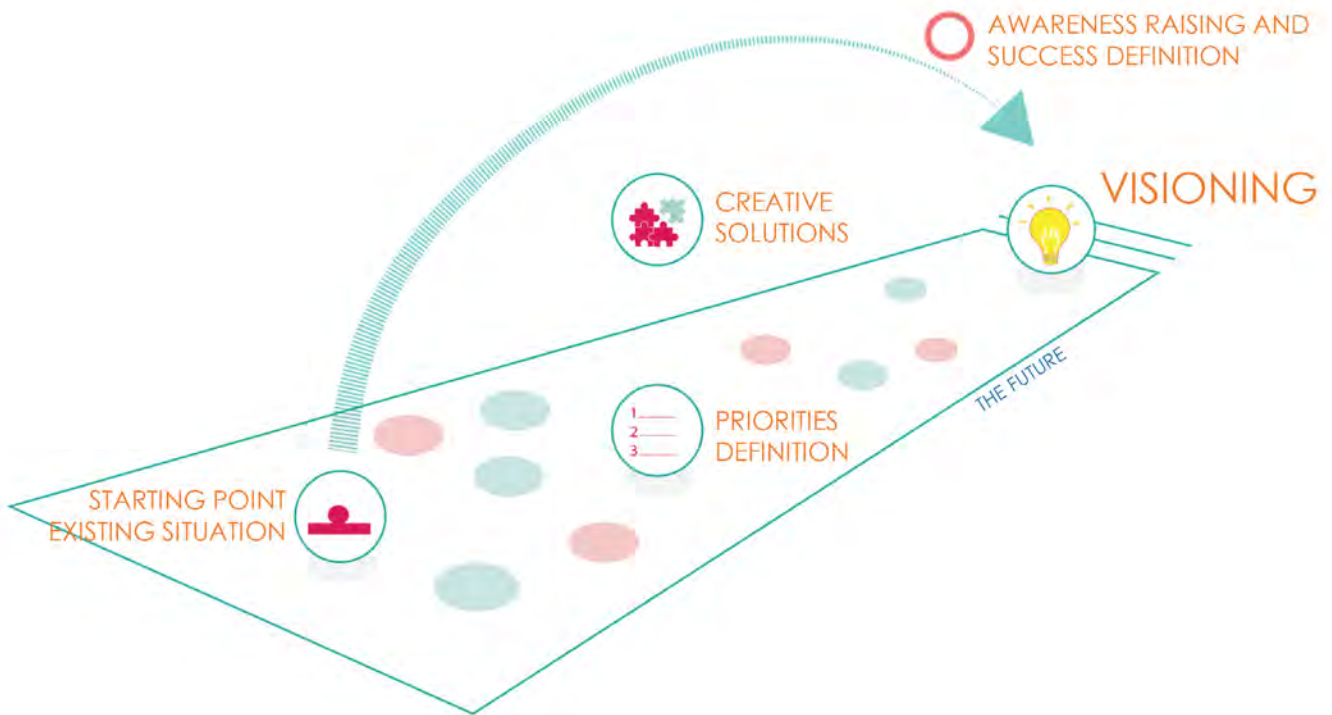 AWARENESS RAISING AND
SUCCESS DEFINITION
VISIONING
CREATIVE
SOLUTIONS
THE FUTURE
1
2
3
PRIORITIES
DEFINITION
STARTING POINT
EXISTING SITUATION